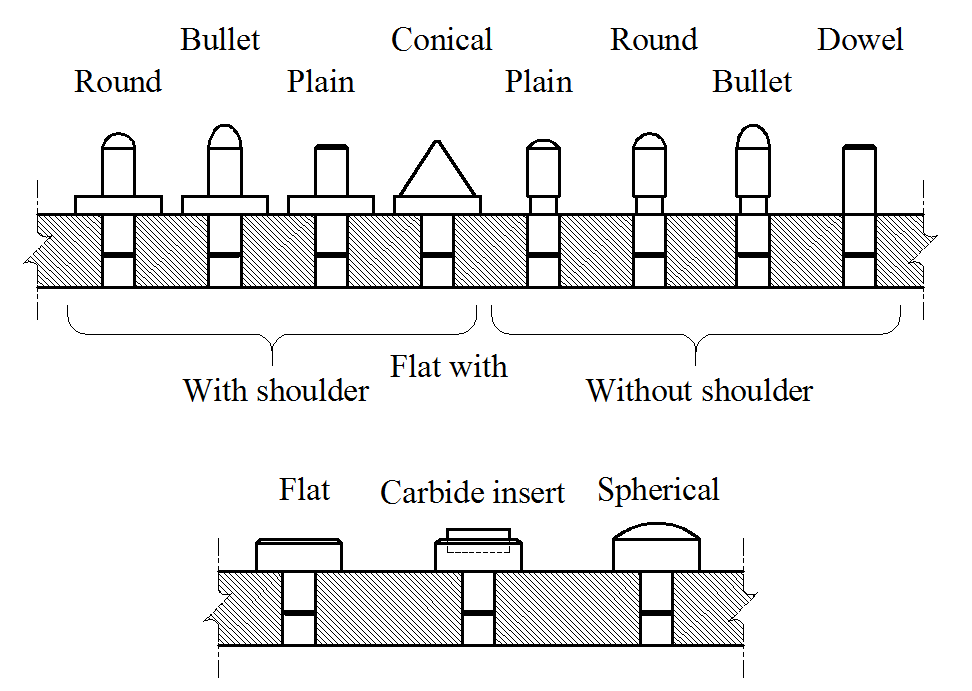 Bullet
Conical
Round
Dowel
Round
Plain
Plain
Bullet
Flat with
With shoulder
Without shoulder
Flat
Carbide insert
Spherical